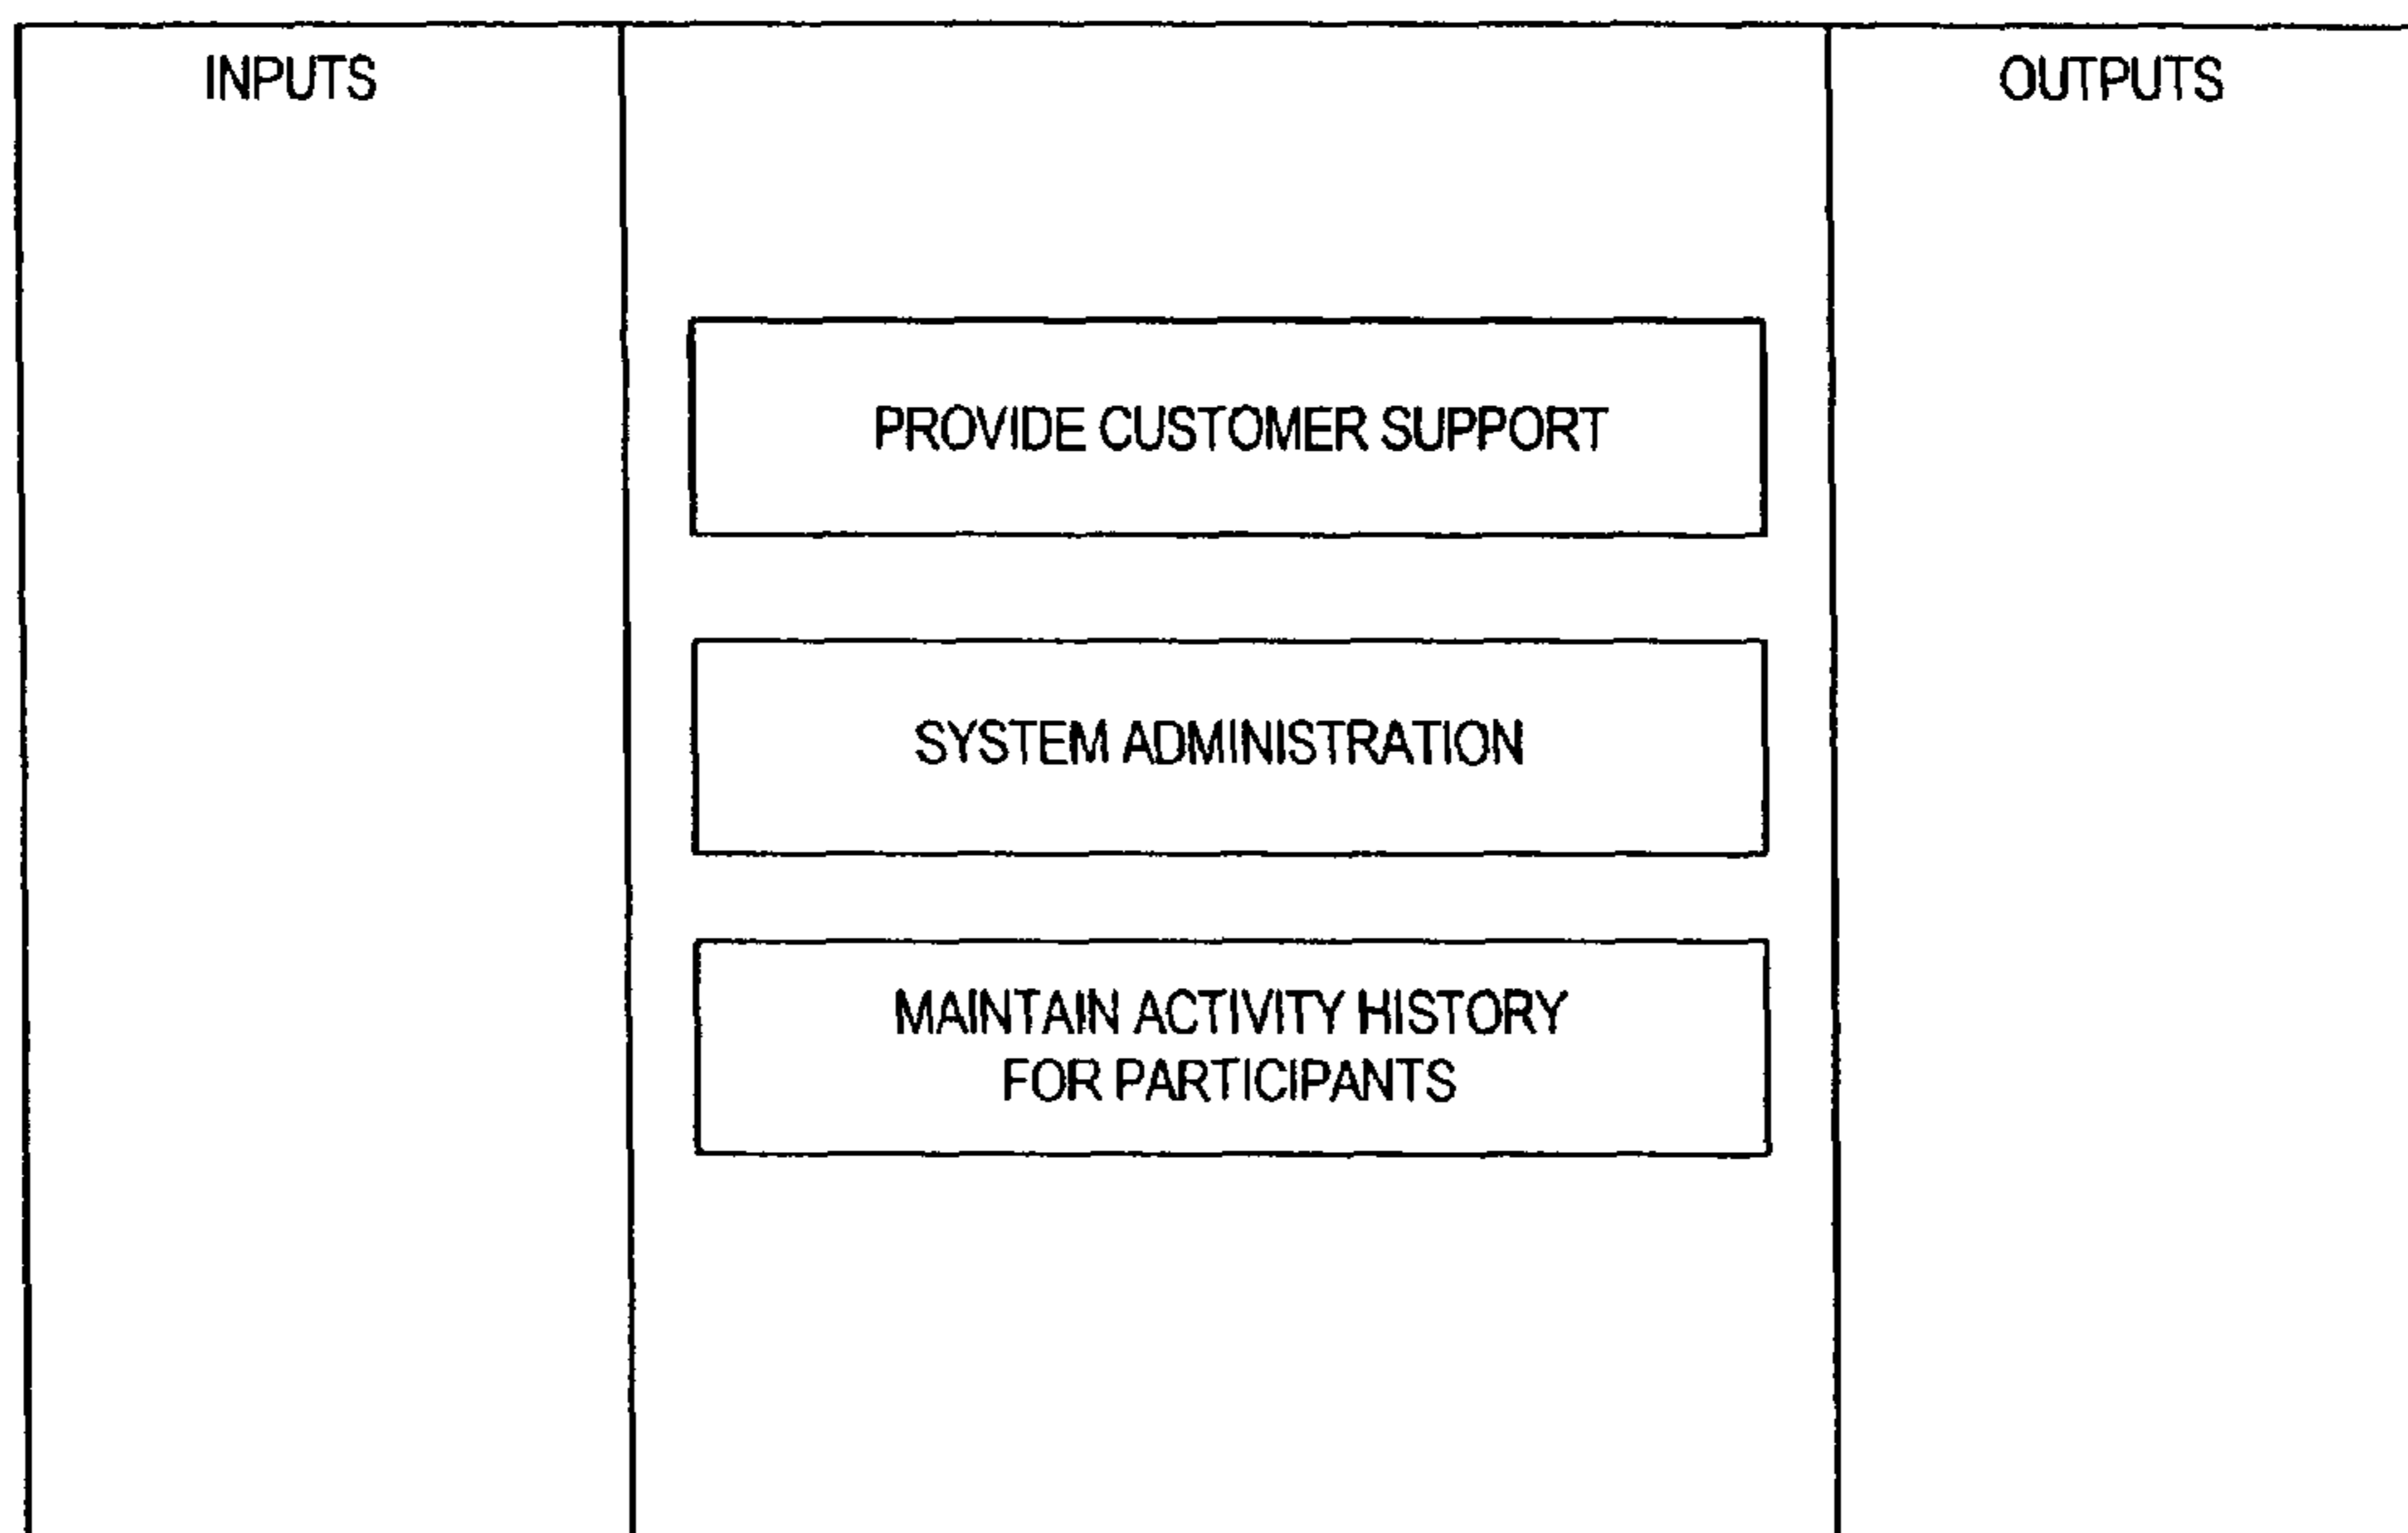 INPUTS
OUTPUTS
PROVIDE CUSTOMER SUPPORT
SYSTEM ADMINISTRATION
MAINTAIN ACTIVITY HISTORY
FOR PARTICIPANTS